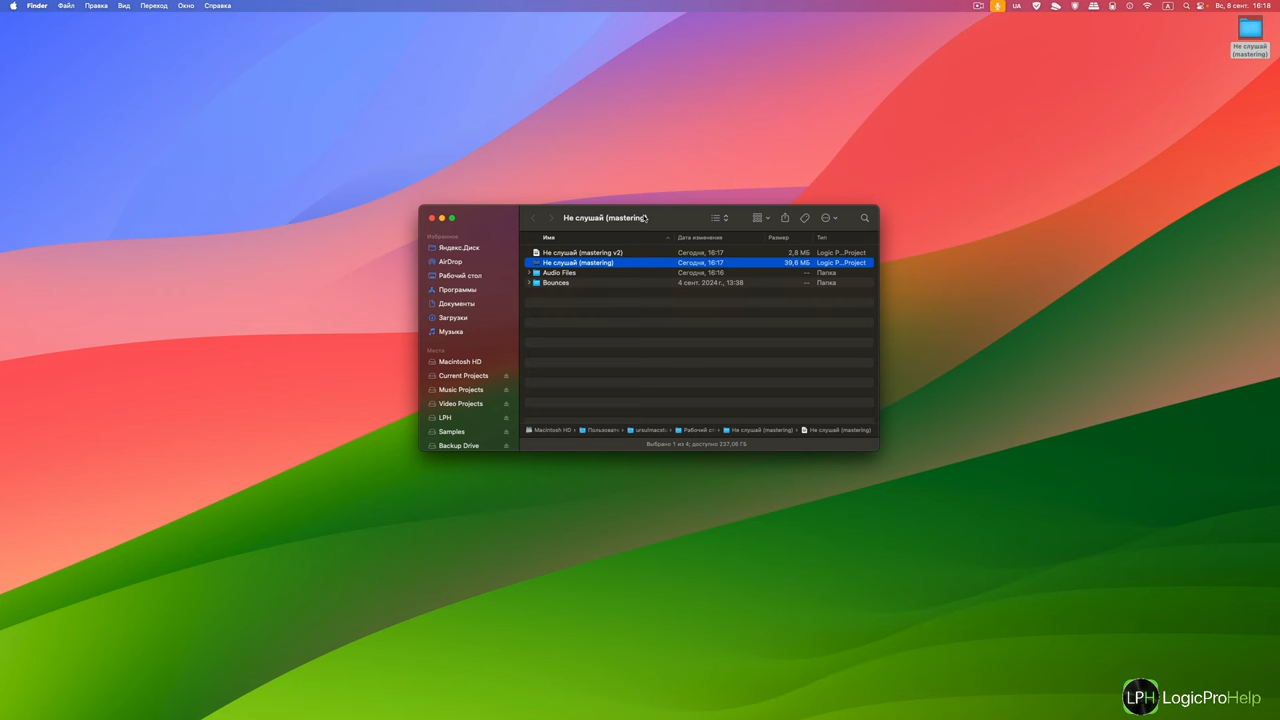 Finder Файл Правка Вид Переход Окно Справка
UA A Вс, 8 сент. 16:18
Не слушай
(mastering)
Не слушай (mastering)
Избранное
Яндекс.Диск
AirDrop
Рабочий стол
Программы
Документы
Загрузки
Музыка
Места
Macintosh HD
Current Projects
Music Projects
Video Projects
LPH
Samples
Backup Drive
Имя Дата изменения Размер Тип
Не слушай (mastering v2) Сегодня, 16:17 2,8 МБ Logic P...Project
Не слушай (mastering) Сегодня, 16:17 39,6 МБ Logic P...Project
Audio Files Сегодня, 16:16 -- Папка
Bounces 4 сент. 2024 г., 13:38 -- Папка
Macintosh HD › Пользовате › ursulmacst › Рабочий ст › Не слушай (mastering) › Не слушай (mastering)
Выбрано 1 из 4; доступно 237,06 ГБ
LPH LogicProHelp